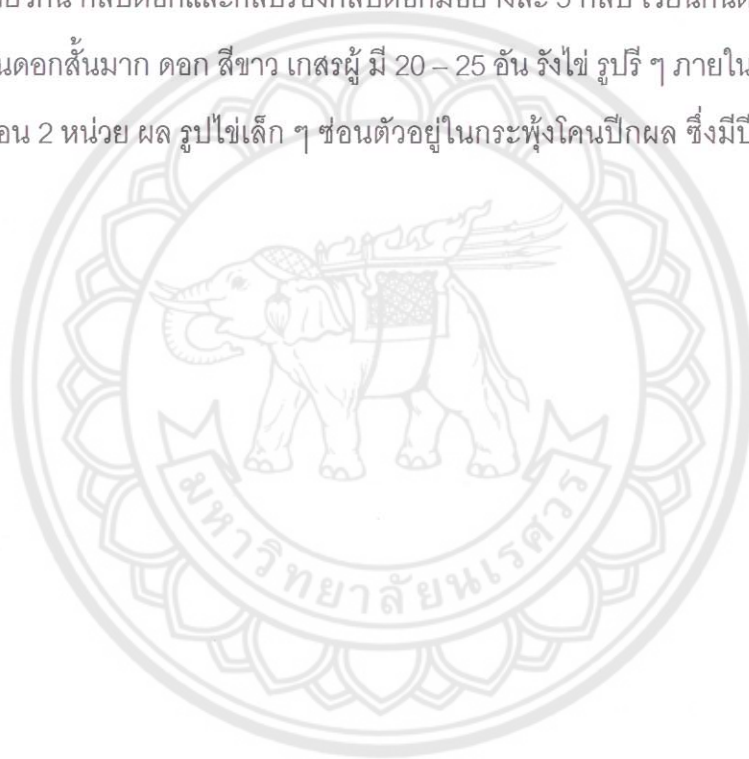 กลีบดอกและกลีบรองกลีบดอกมีอย่างละ 5 กลีบ เรียนกัน
นดอกสั้นมาก ดอก สีขาว เกสรผู้ มี 20 – 25 อัน รังไข่ รูปรี ๆ ภายใน
อน 2 หน่วย ผล รูปไข่เล็ก ๆ ซ่อนตัวอยู่ในกระพุ้งโคนปีกผล ซึ่งมีปี
มหาวิทยาลัยนเรศวร